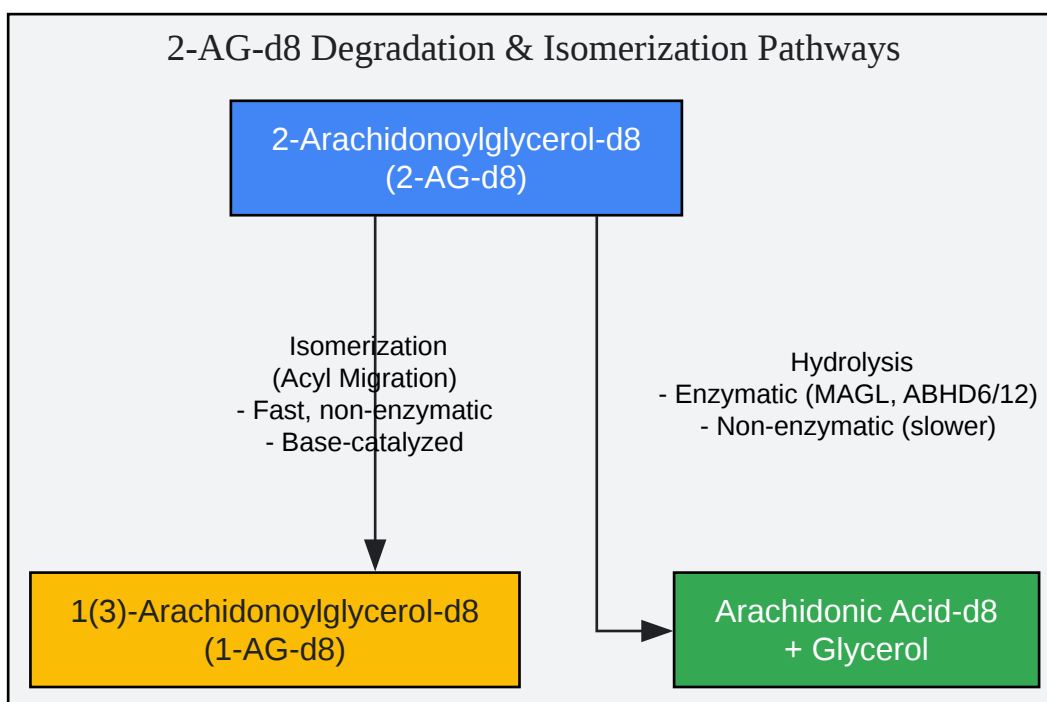 2-AG-d8 Degradation & Isomerization Pathways
2-Arachidonoylglycerol-d8
(2-AG-d8)
Isomerization
(Acyl Migration)
- Fast, non-enzymatic
- Base-catalyzed
Hydrolysis
- Enzymatic (MAGL, ABHD6/12)
- Non-enzymatic (slower)
1(3)-Arachidonoylglycerol-d8
(1-AG-d8)
Arachidonic Acid-d8
+ Glycerol